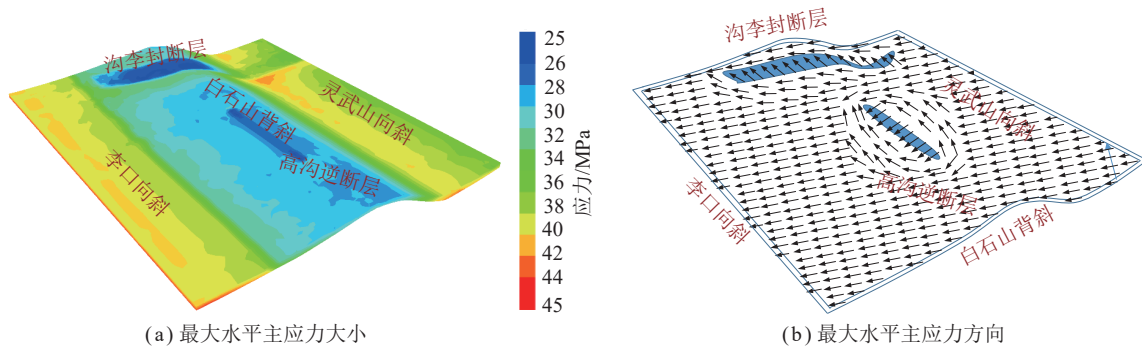 沟李封断层
白石山背斜
灵武山向斜
李口向斜
高沟逆断层
25
26
28
30
32
34
36
38
40
42
44
45
应力/MPa
(a) 最大水平主应力大小
沟李封断层
灵武山向斜
李口向斜
高沟逆断层
白石山背斜
(b) 最大水平主应力方向